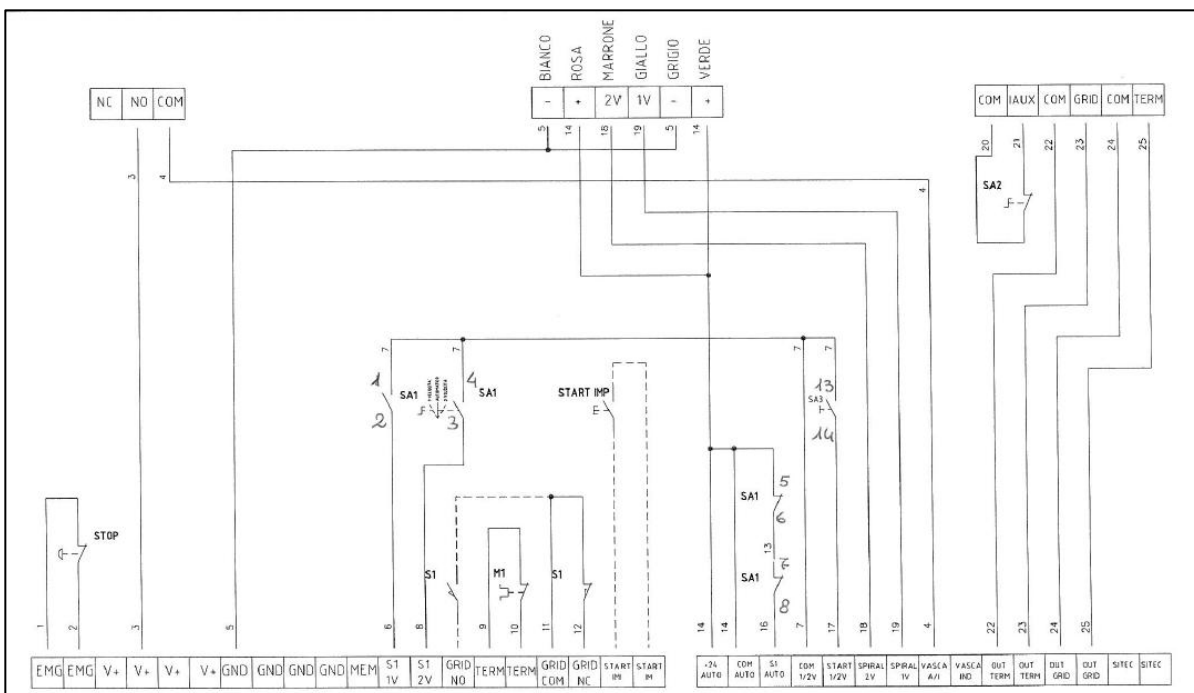 BIANCO ROSA MARRONE GIALLO GRIGIO VERDE
NC NO COM
- + 2V 1V - +
COM IAUX COM GRID COM TERM
5 14 18 19 5 14
20 21 22 23 24 25
3 4 4
SA2
7 7 7 7
1 SA1 2
4 SA1 3
START IMP
13 SA3 14
STOP
SA1 5 6
13
SA1 7 8
S1 M1 S1
1 2 3 5 6 8 9 10 11 12 14 14 16 7 17 18 19 4 22 23 24 25
EMG EMG V+ V+ V+ V+ GND GND GND GND MEM
S1 1V
S1 2V
GRID NO
TERM TERM
GRID COM
GRID NC
START IMI
START IM
+24 AUTO
COM AUTO
S1 AUTO
COM 1/2V
START 1/2V
SPIRAL 2V
SPIRAL 1V
VASCA A/I
VASCA IND
OUT TERM
OUT TERM
OUT GRID
OUT GRID
SITEC SITEC